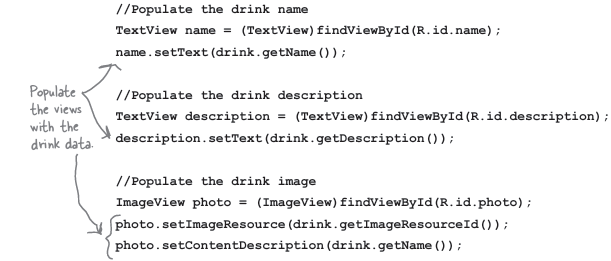 //Populate the drink name
TextView name = (TextView)findViewById(R.id.name);
name.setText(drink.getName());
Populate
the views
with the
drink data.
//Populate the drink description
TextView description = (TextView)findViewById(R.id.description);
description.setText(drink.getDescription());
//Populate the drink image
ImageView photo = (ImageView)findViewById(R.id.photo);
photo.setImageResource(drink.getImageResourceId());
photo.setContentDescription(drink.getName());